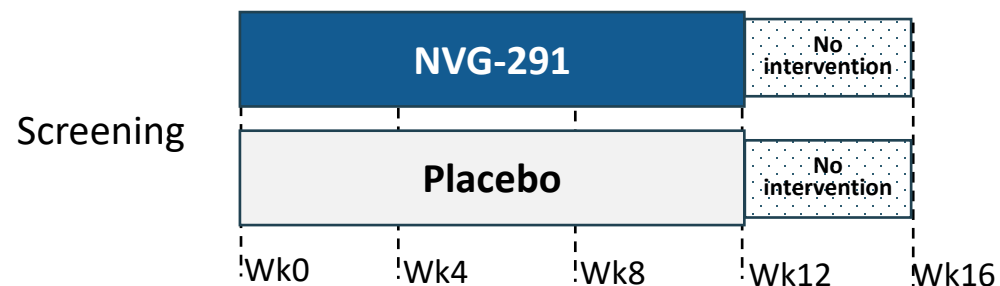 NVG-291
No
intervention
Screening
Placebo
No
intervention
Wk0
Wk4
Wk8
Wk12
Wk16